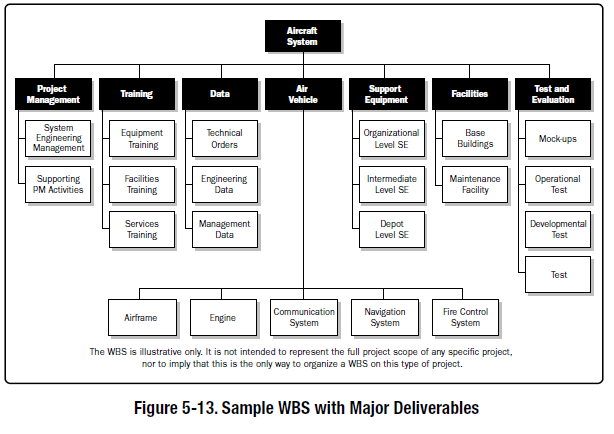 Aircraft
System
Project
Management
Training
Data
Air
Vehicle
Support
Equipment
Facilities
Test and
Evaluation
System
Engineering
Management
Supporting
PM Activities
Equipment
Training
Facilities
Training
Services
Training
Technical
Orders
Engineering
Data
Management
Data
Organizational
Level SE
Intermediate
Level SE
Depot
Level SE
Base
Buildings
Maintenance
Facility
Mock-ups
Operational
Test
Developmental
Test
Test
Airframe
Engine
Communication
System
Navigation
System
Fire Control
System
The WBS is illustrative only. It is not intended to represent the full project scope of any specific project,
nor to imply that this is the only way to organize a WBS on this type of project.
Figure 5-13. Sample WBS with Major Deliverables